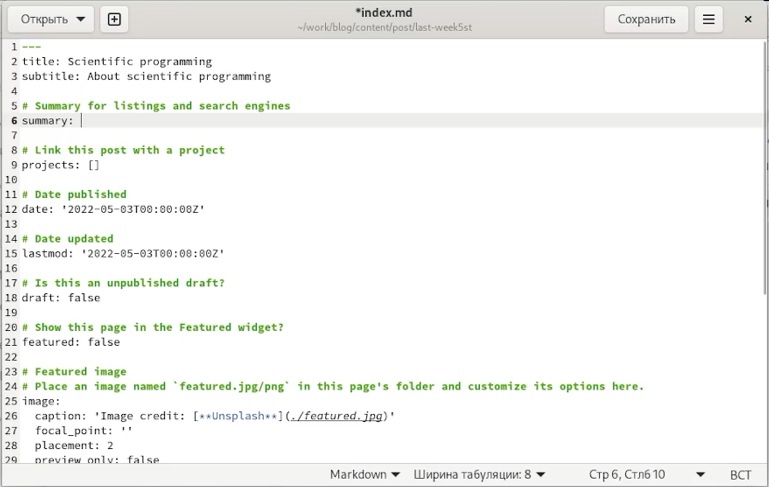 Открыть
*index.md
~/work/blog/content/post/last-week5st
Сохранить
1 ---
2 title: Scientific programming
3 subtitle: About scientific programming
4
5 # Summary for listings and search engines
6 summary:
7
8 # Link this post with a project
9 projects: []
10
11 # Date published
12 date: '2022-05-03T00:00:00Z'
13
14 # Date updated
15 lastmod: '2022-05-03T00:00:00Z'
16
17 # Is this an unpublished draft?
18 draft: false
19
20 # Show this page in the Featured widget?
21 featured: false
22
23 # Featured image
24 # Place an image named `featured.jpg/png` in this page's folder and customize its options here.
25 image:
26   caption: 'Image credit: [**Unsplash**](./featured.jpg)'
27   focal_point: ''
28   placement: 2
29   preview_only: false
Markdown Ширина табуляции: 8 Стр 6, Стлб 10 ВСТ